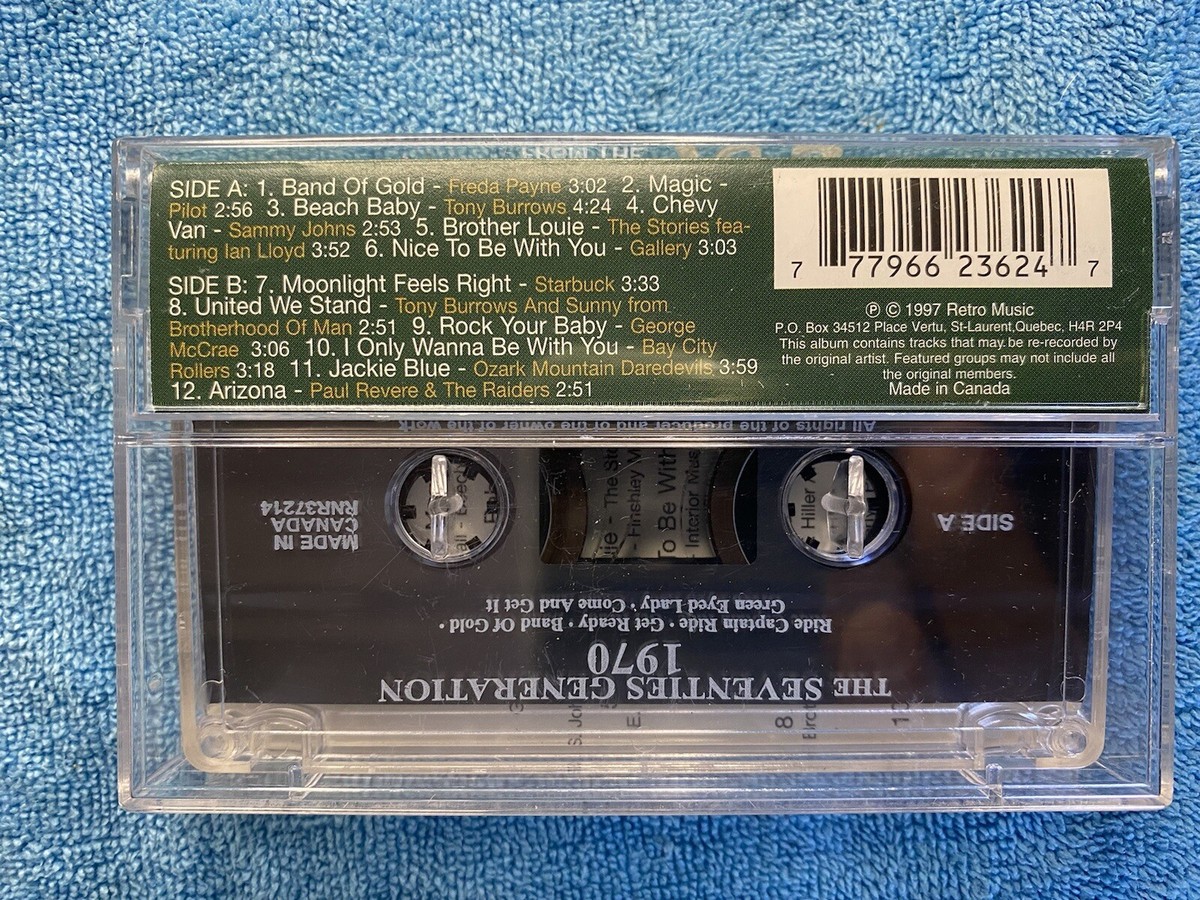 SIDE A: 1. Band Of Gold - Freda Payne 3:02 2. Magic -
Pilot 2:56 3. Beach Baby - Tony Burrows 4:24 4. Chevy
Van - Sammy Johns 2:53 5. Brother Louie - The Stories fea-
turing Ian Lloyd 3:52 6. Nice To Be With You - Gallery 3:03
SIDE B: 7. Moonlight Feels Right - Starbuck 3:33
8. United We Stand - Tony Burrows And Sunny from
Brotherhood Of Man 2:51 9. Rock Your Baby - George
McCrae 3:06 10. I Only Wanna Be With You - Bay City
Rollers 3:18 11. Jackie Blue - Ozark Mountain Daredevils 3:59
12. Arizona - Paul Revere & The Raiders 2:51
7 77966 23624 7
℗ © 1997 Retro Music
P.O. Box 34512 Place Vertu, St-Laurent,Quebec, H4R 2P4
This album contains tracks that may.be re-recorded by
the original artist. Featured groups may not include all
the original members.
Made in Canada
All rights of the producer and of the owner of the work
MADE IN
CANADA
RNR37214
SIDE A
- The
To Be With
Interior
Hiller
THE SEVENTIES GENERATION
1970
Ride Captain Ride • Get Ready • Band Of Gold •
Green Eyed Lady • Come And Get It